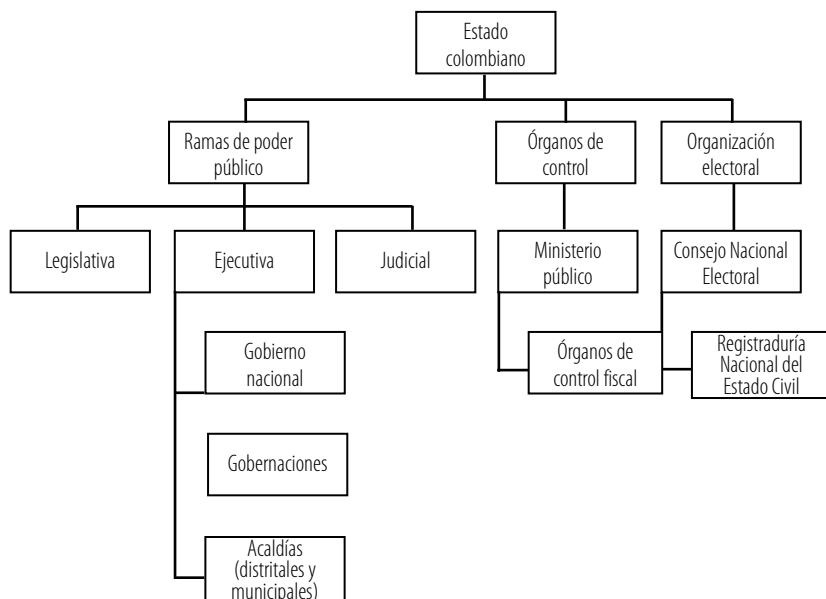 Estado
colombiano
Ramas de poder
público
Órganos de
control
Organización
electoral
Legislativa
Ejecutiva
Judicial
Ministerio
público
Consejo Nacional
Electoral
Gobierno
nacional
Órganos de
control fiscal
Registraduría
Nacional del
Estado Civil
Gobernaciones
Acaldías
(distritales y
municipales)